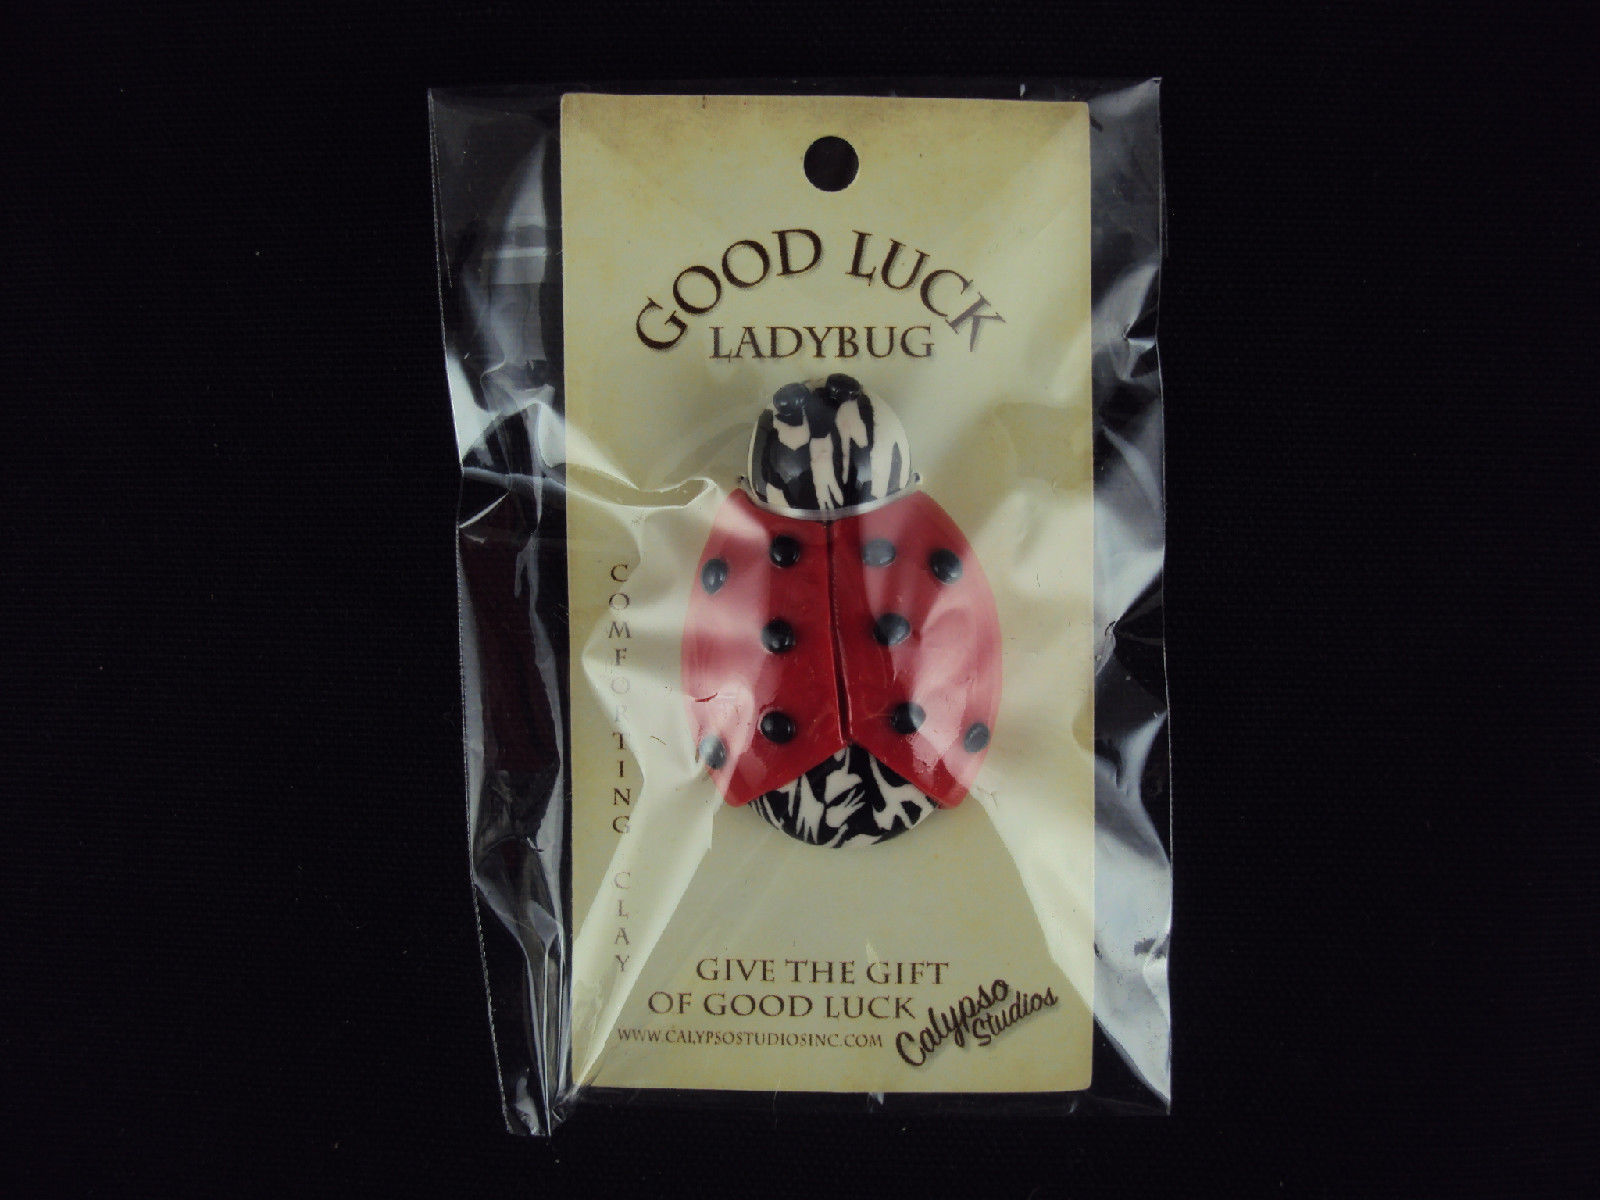 GOOD LUCK
LADYBUG
COMFORTING CLAY
GIVE THE GIFT
OF GOOD LUCK
WWW.CALYPSOSTUDIOSINC.COM
Calypso
Studios